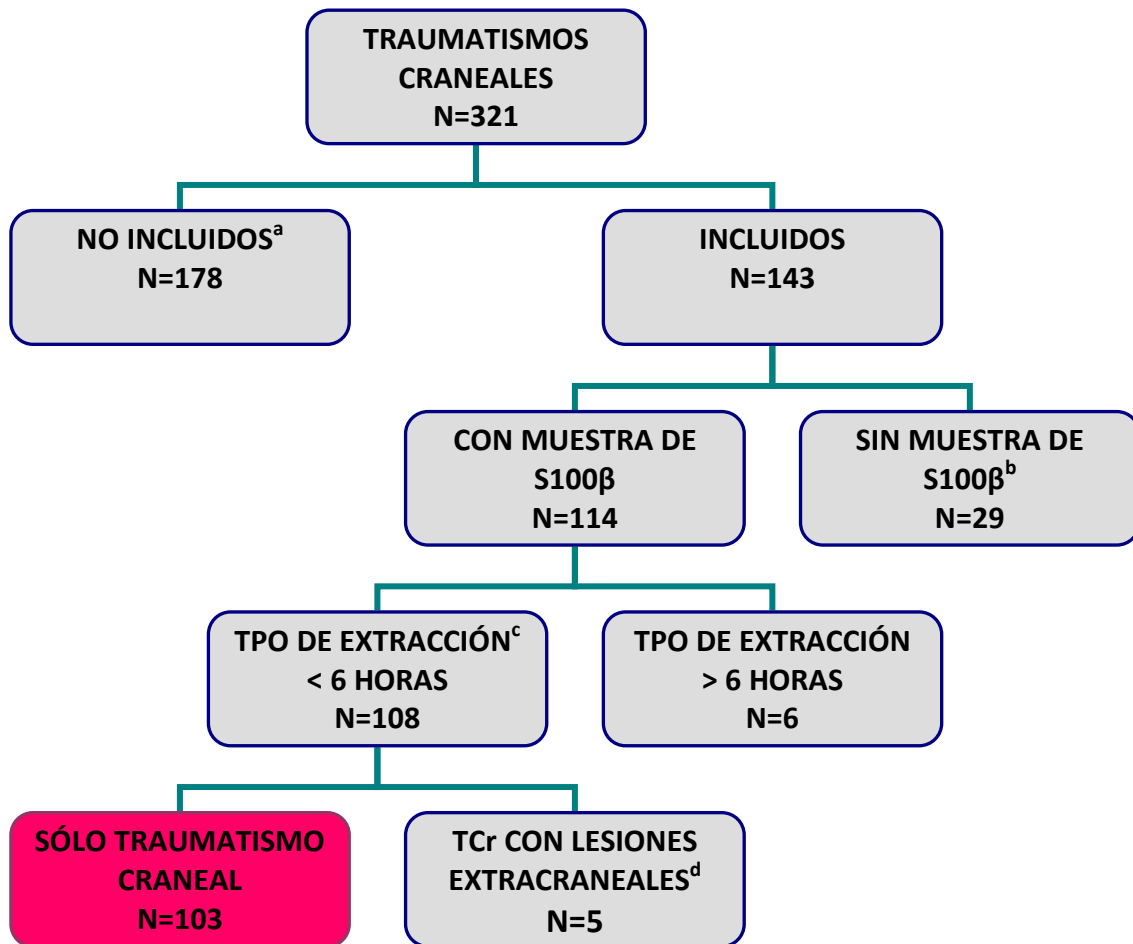 TRAUMATISMOS
CRANEALES
N=321
NO INCLUIDOSᵃ
N=178
INCLUIDOS
N=143
CON MUESTRA DE
S100β
N=114
SIN MUESTRA DE
S100βᵇ
N=29
TPO DE EXTRACCIÓNᶜ
< 6 HORAS
N=108
TPO DE EXTRACCIÓN
> 6 HORAS
N=6
SÓLO TRAUMATISMO
CRANEAL
N=103
TCr CON LESIONES
EXTRACRANEALESᵈ
N=5